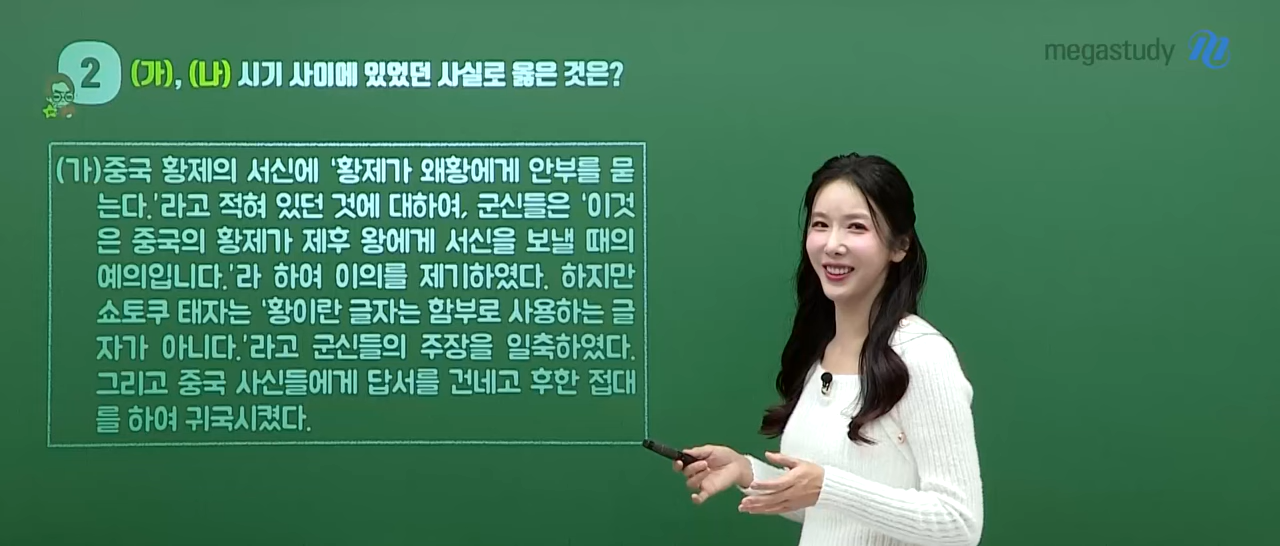 megastudy
2 (가), (나) 시기 사이에 있었던 사실로 옳은 것은?
(가)중국 황제의 서신에 '황제가 왜황에게 안부를 묻
는다.'라고 적혀 있던 것에 대하여, 군신들은 '이것
은 중국의 황제가 제후 왕에게 서신을 보낼 때의
예의입니다.'라 하여 이의를 제기하였다. 하지만
쇼토쿠 태자는 '황이란 글자는 함부로 사용하는 글
자가 아니다.'라고 군신들의 주장을 일축하였다.
그리고 중국 사신들에게 답서를 건네고 후한 접대
를 하여 귀국시켰다.